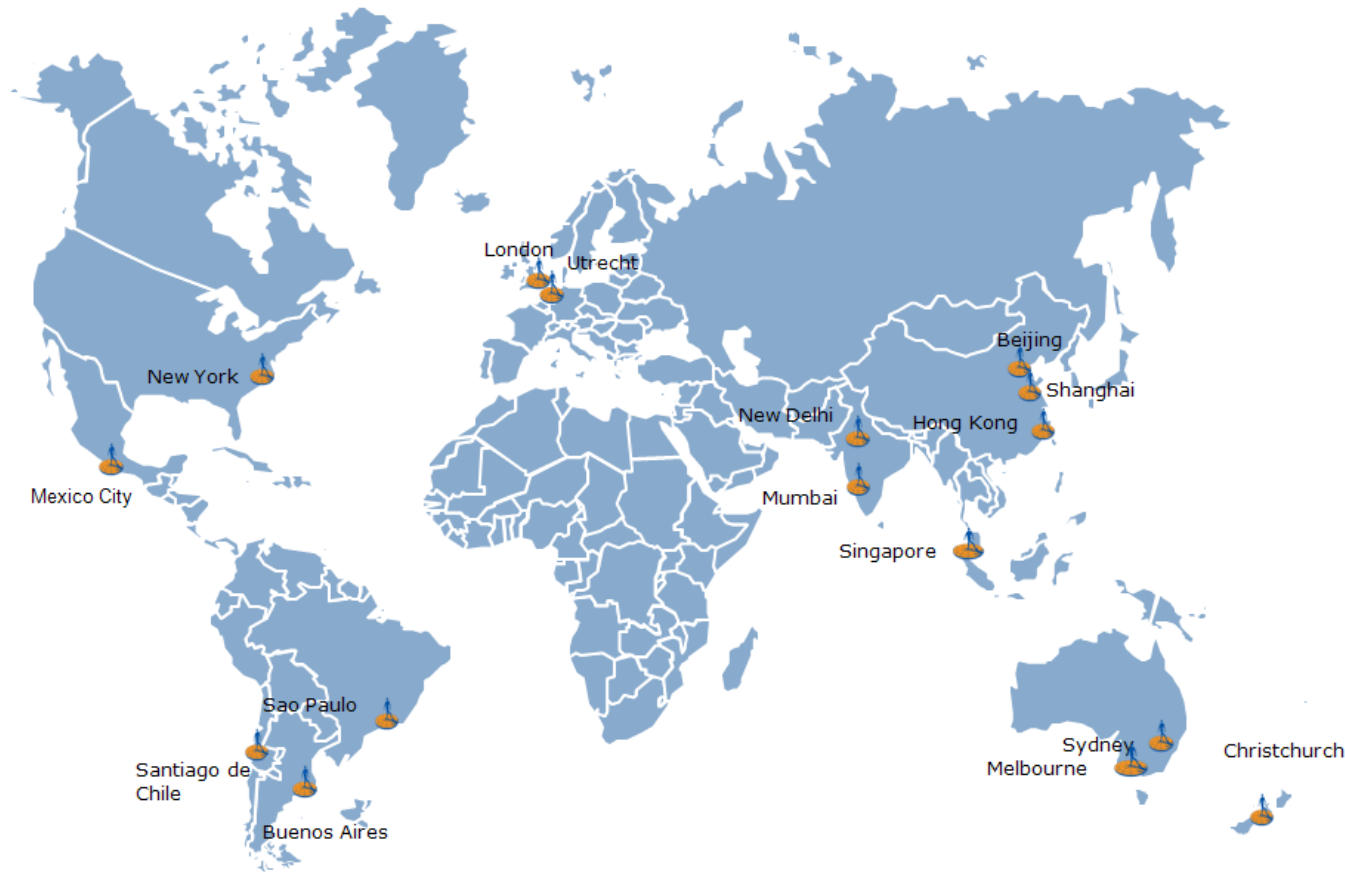 London
Utrecht
Beijing
New York
Shanghai
New Delhi
Hong Kong
Mexico City
Mumbai
Singapore
Sao Paulo
Sydney
Christchurch
Santiago de
Chile
Melbourne
Buenos Aires